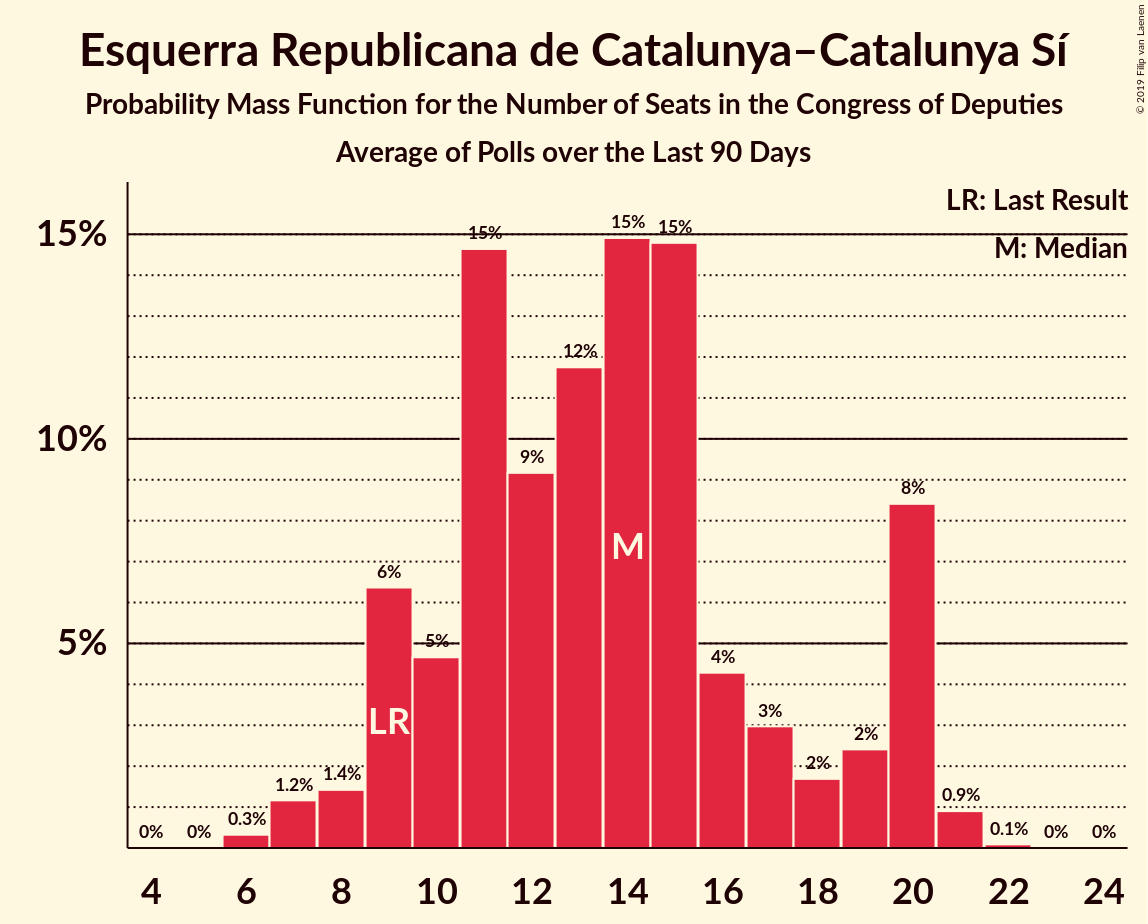 Esquerra Republicana de Catalunya–Catalunya Sí
Probability Mass Function for the Number of Seats in the Congress of Deputies
Average of Polls over the Last 90 Days
© 2019 Filip van Laenen
LR: Last Result
M: Median
15%
10%
5%
0%
0%
0.3%
1.2%
1.4%
6%
5%
15%
9%
12%
15%
15%
4%
3%
2%
2%
8%
0.9%
0.1%
0%
0%
LR
M
4 6 8 10 12 14 16 18 20 22 24